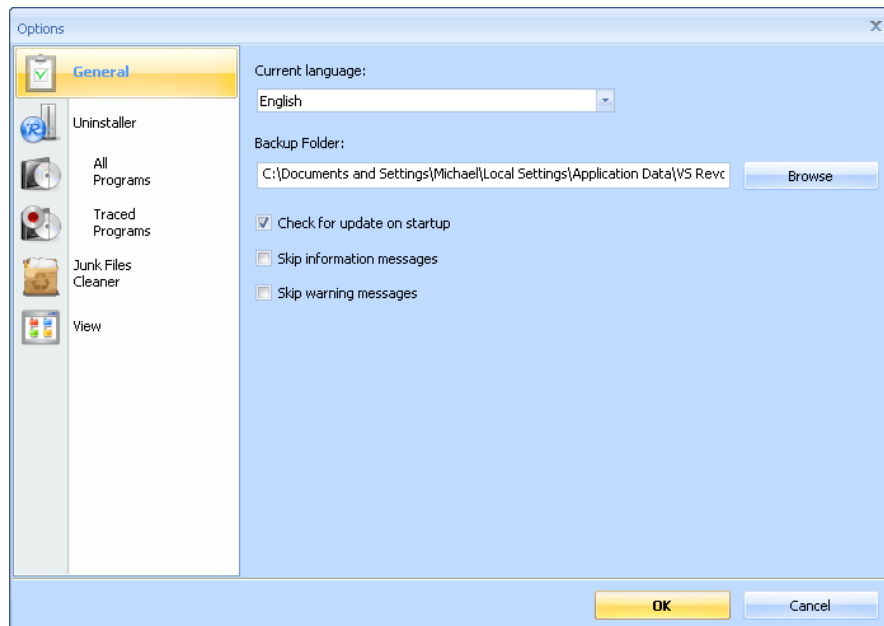 Options
General
Uninstaller
All
Programs
Traced
Programs
Junk Files
Cleaner
View
Current language:
English
Backup Folder:
C:\Documents and Settings\Michael\Local Settings\Application Data\VS Revo
Browse
Check for update on startup
Skip information messages
Skip warning messages
OK
Cancel